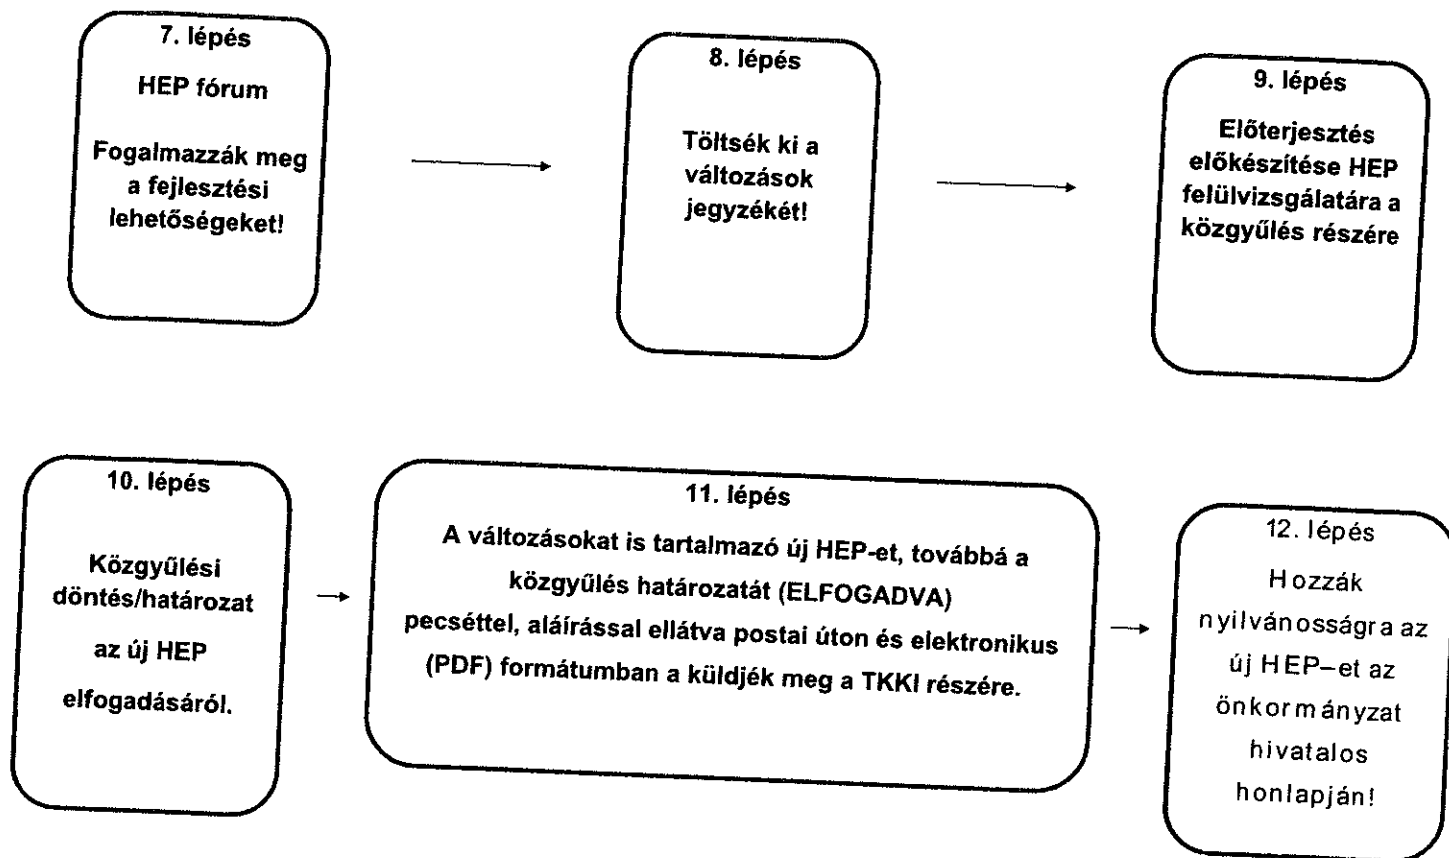 7. lépés
HEP fórum
Fogalmazzák meg
a fejlesztési
lehetőségeket!
8. lépés
Töltsék ki a
változások
jegyzékét!
9. lépés
Előterjesztés
előkészítése HEP
felülvizsgálatára a
közgyűlés részére
10. lépés
Közgyűlési
döntés/határozat
az új HEP
elfogadásáról.
11. lépés
A változásokat is tartalmazó új HEP-et, továbbá a
közgyűlés határozatát (ELFOGADVA)
pecséttel, aláírással ellátva postai úton és elektronikus
(PDF) formátumban a küldjék meg a TKKI részére.
12. lépés
Hozzák
nyilvánosságra az
új HEP–et az
önkormányzat
hivatalos
honlapján!